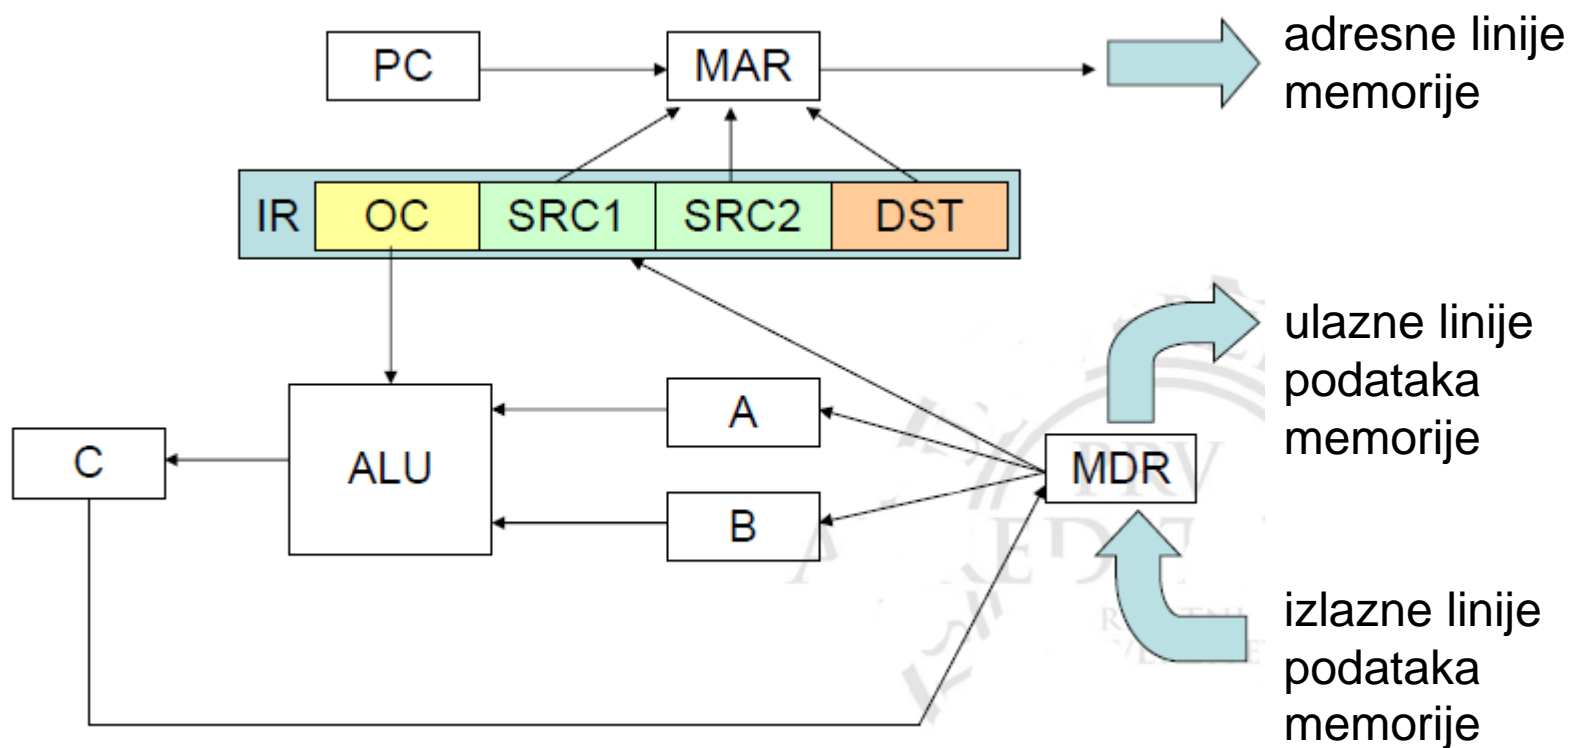 PC
MAR
adresne linije
memorije
IR
OC
SRC1
SRC2
DST
ulazne linije
podataka
memorije
A
C
ALU
MDR
B
izlazne linije
podataka
memorije
PRV